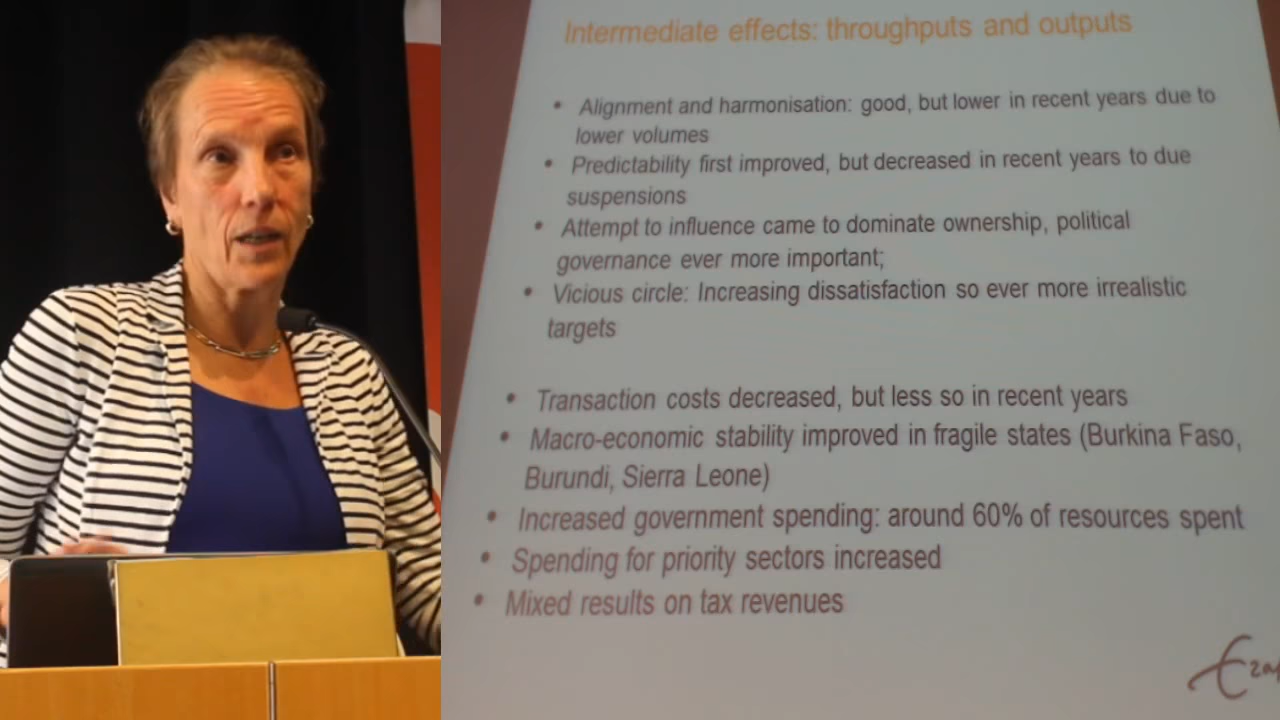 Intermediate effects: throughputs and outputs
• Alignment and harmonisation: good, but lower in recent years due to
lower volumes
• Predictability first improved, but decreased in recent years to due
suspensions
• Attempt to influence came to dominate ownership, political
governance ever more important;
• Vicious circle: Increasing dissatisfaction so ever more irrealistic
targets
• Transaction costs decreased, but less so in recent years
• Macro-economic stability improved in fragile states (Burkina Faso,
Burundi, Sierra Leone)
• Increased government spending: around 60% of resources spent
• Spending for priority sectors increased
• Mixed results on tax revenues